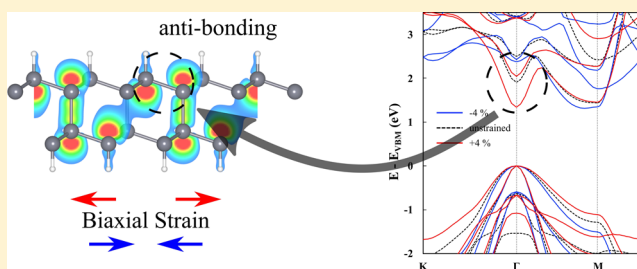 anti-bonding
Biaxial Strain
E - E_VBM (eV)
3
2
1
0
-1
-2
-4 %
unstrained
+4 %
K
Γ
M